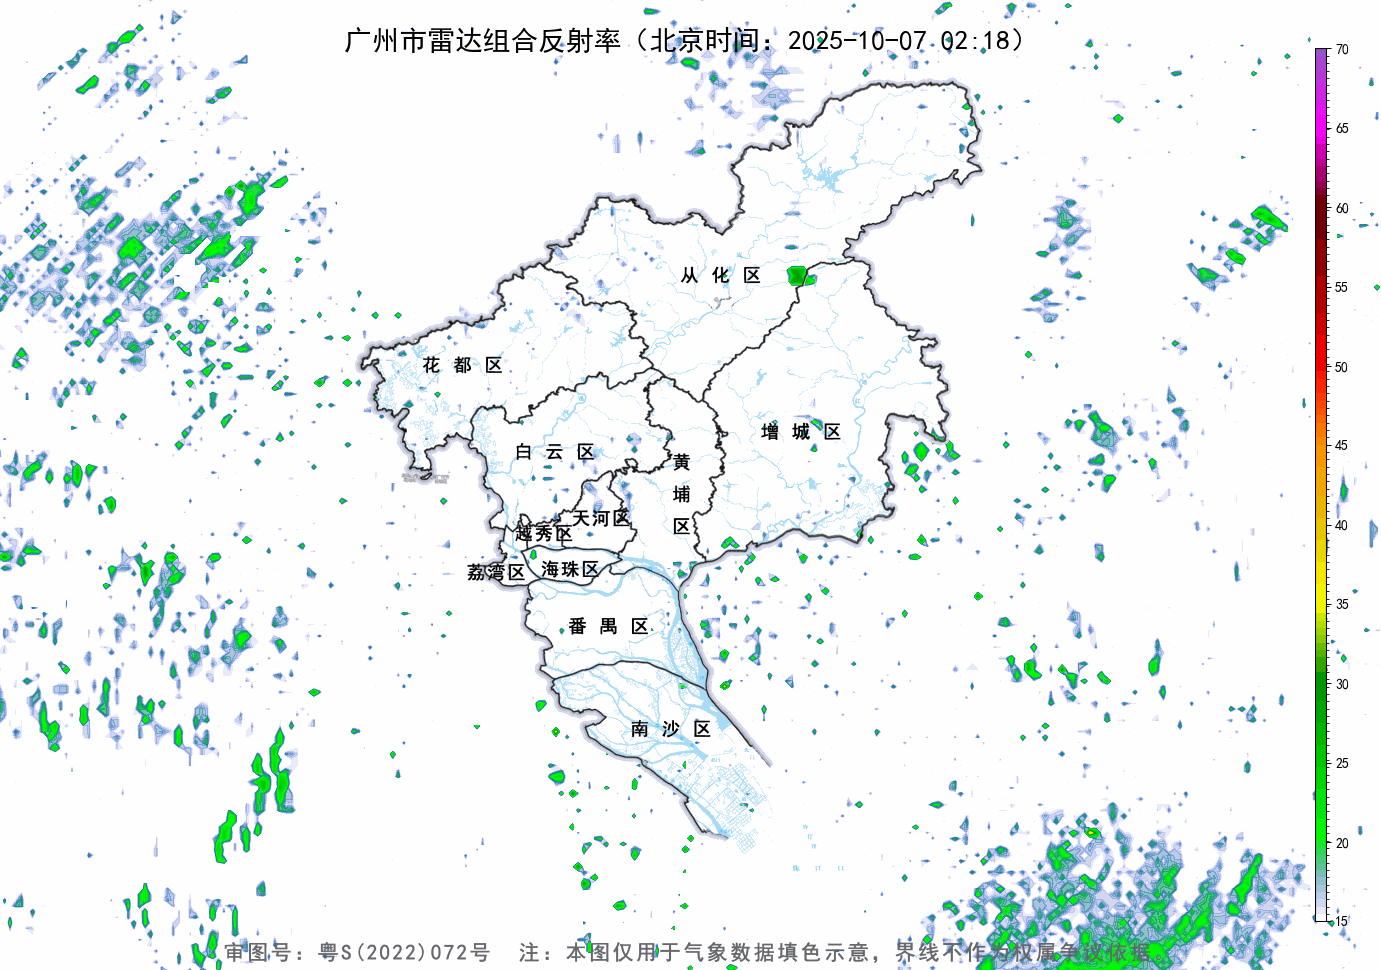 广州市雷达组合反射率（北京时间：2025-10-07 02:18）
70
65
60
55
50
45
40
35
30
25
20
15
从化区
花都区
增城区
白云区
黄埔区
天河区
越秀区
海珠区
荔湾区
番禺区
南沙区
审图号：粤S(2022)072号 注：本图仅用于气象数据填色示意，界线不作为权属争议依据。